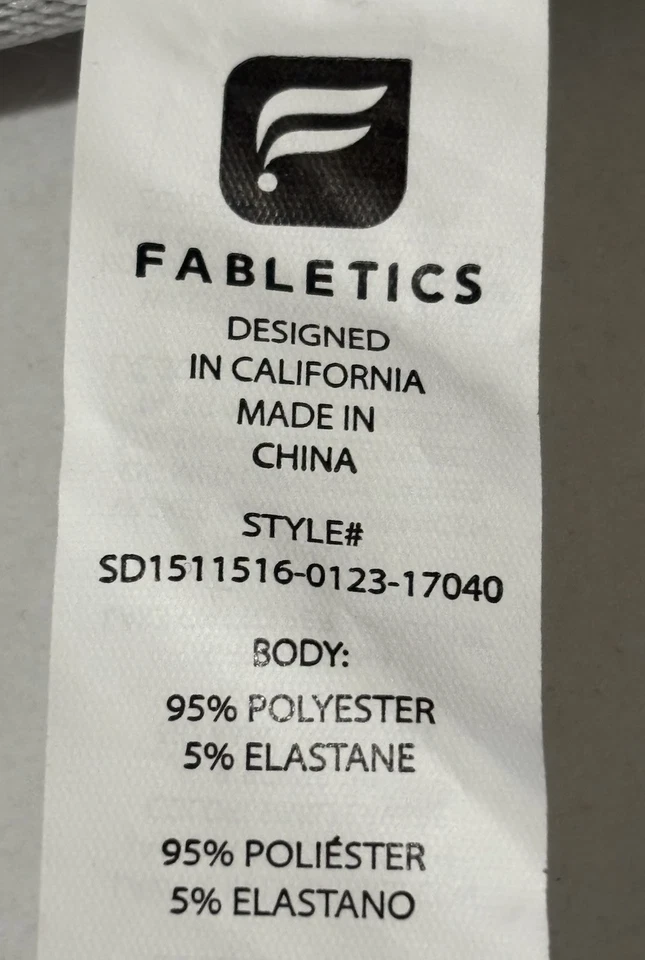 FABLETICS
DESIGNED
IN CALIFORNIA
MADE IN
CHINA
STYLE#
SD1511516-0123-17040
BODY:
95% POLYESTER
5% ELASTANE
95% POLIÉSTER
5% ELASTANO